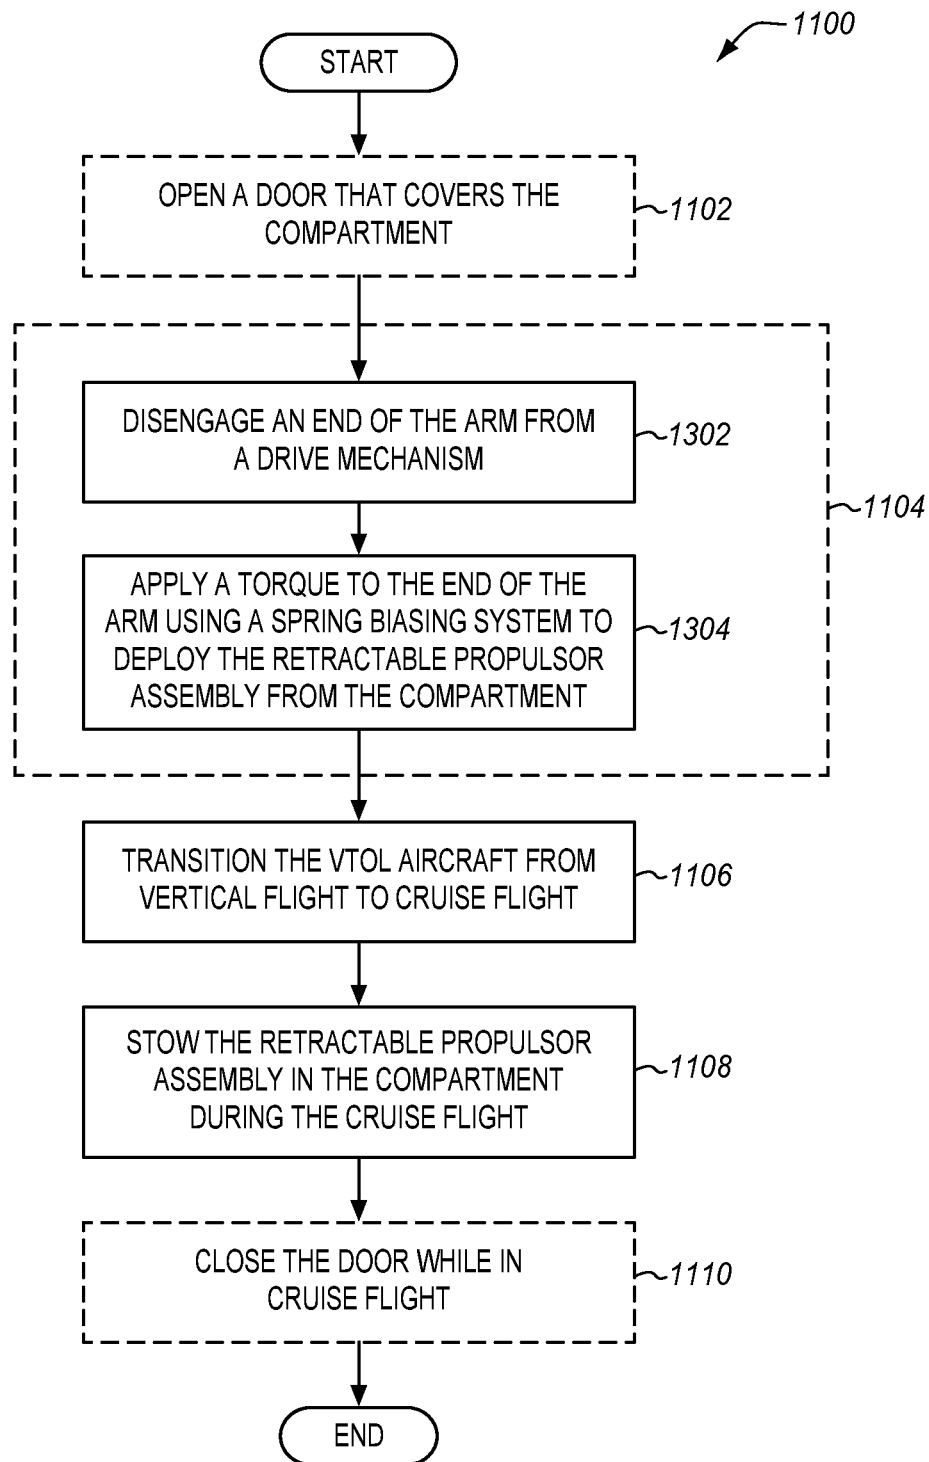 1100
START
OPEN A DOOR THAT COVERS THE
COMPARTMENT
1102
DISENGAGE AN END OF THE ARM FROM
A DRIVE MECHANISM
1302
1104
APPLY A TORQUE TO THE END OF THE
ARM USING A SPRING BIASING SYSTEM TO
DEPLOY THE RETRACTABLE PROPULSOR
ASSEMBLY FROM THE COMPARTMENT
1304
TRANSITION THE VTOL AIRCRAFT FROM
VERTICAL FLIGHT TO CRUISE FLIGHT
1106
STOW THE RETRACTABLE PROPULSOR
ASSEMBLY IN THE COMPARTMENT
DURING THE CRUISE FLIGHT
1108
CLOSE THE DOOR WHILE IN
CRUISE FLIGHT
1110
END